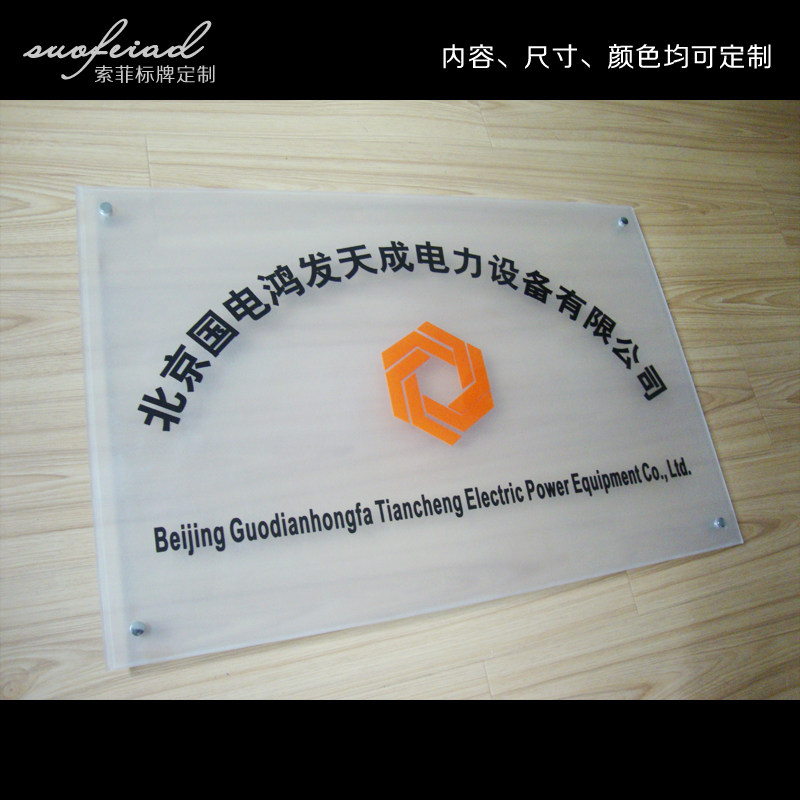 suofeiad
索菲标牌定制
内容、尺寸、颜色均可定制
北京国电鸿发天成电力设备有限公司
Beijing Guodianhongfa Tiancheng Electric Power Equipment Co., Ltd.